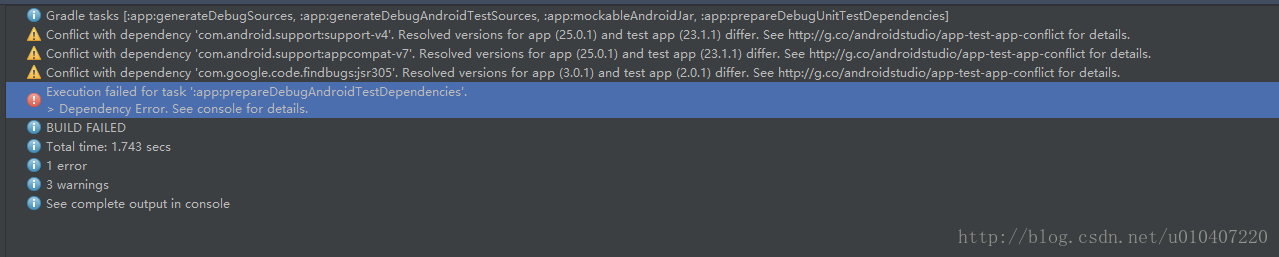 Gradle tasks [:app:generateDebugSources, :app:generateDebugAndroidTestSources, :app:mockableAndroidJar, :app:prepareDebugUnitTestDependencies]
Conflict with dependency 'com.android.support:support-v4'. Resolved versions for app (25.0.1) and test app (23.1.1) differ. See http://g.co/androidstudio/app-test-app-conflict for details.
Conflict with dependency 'com.android.support:appcompat-v7'. Resolved versions for app (25.0.1) and test app (23.1.1) differ. See http://g.co/androidstudio/app-test-app-conflict for details.
Conflict with dependency 'com.google.code.findbugs:jsr305'. Resolved versions for app (3.0.1) and test app (2.0.1) differ. See http://g.co/androidstudio/app-test-app-conflict for details.
Execution failed for task ':app:prepareDebugAndroidTestDependencies'.
> Dependency Error. See console for details.
BUILD FAILED
Total time: 1.743 secs
1 error
3 warnings
See complete output in console
http://blog.csdn.net/u010407220